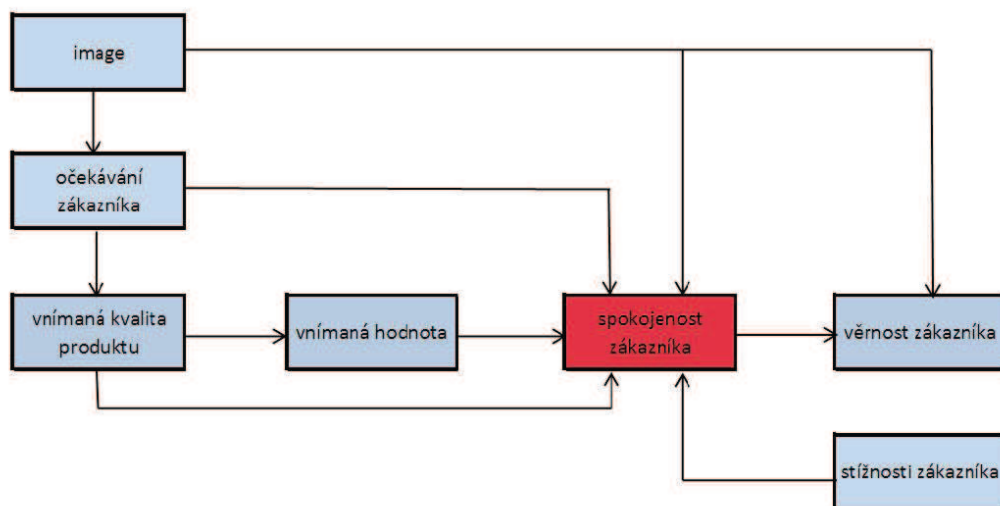 image
očekávání
zákazníka
vnímaná kvalita
produktu
vnímaná hodnota
spokojenost
zákazníka
věrnost zákazníka
stížnosti zákazníka